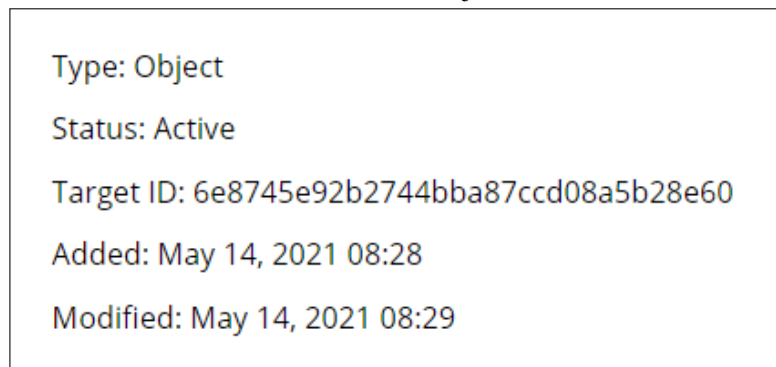 Type: Object
Status: Active
Target ID: 6e8745e92b2744bba87ccd08a5b28e60
Added: May 14, 2021 08:28
Modified: May 14, 2021 08:29